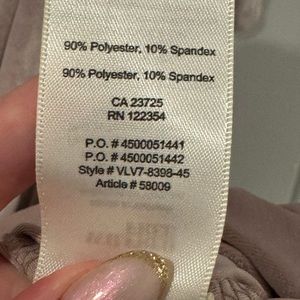 90% Polyester, 10% Spandex
90% Polyester, 10% Spandex
CA 23725
RN 122354
P.O. # 4500051441
P.O. # 4500051442
Style # VLV7-8398-45
Article # 58009